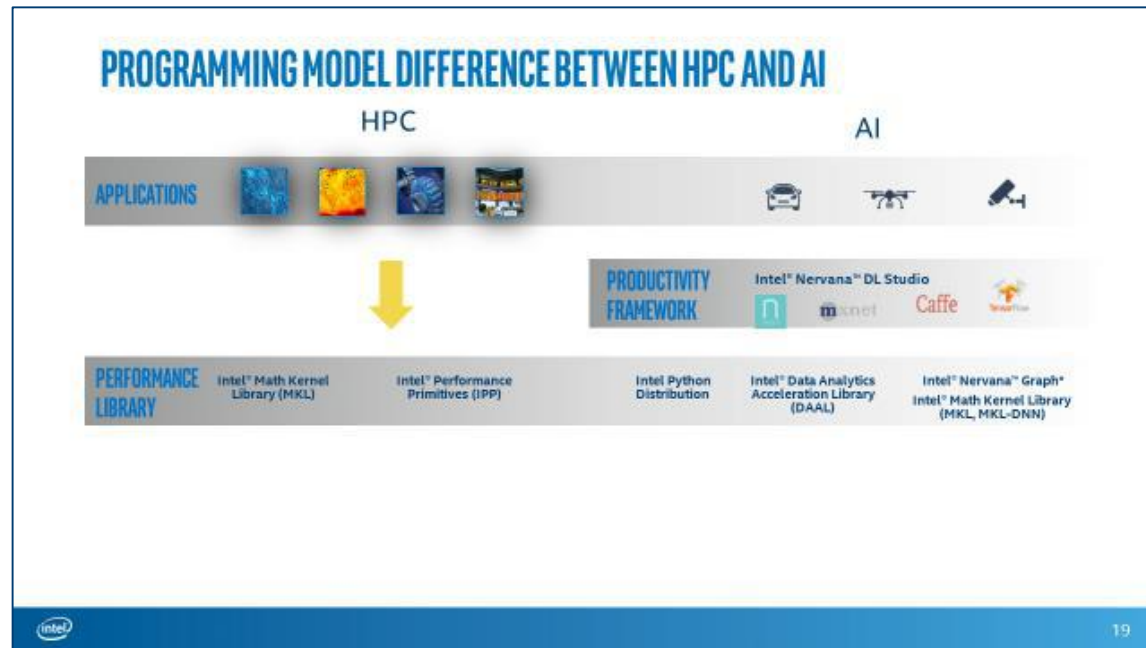 PROGRAMMING MODEL DIFFERENCE BETWEEN HPC AND AI
HPC
AI
APPLICATIONS
PRODUCTIVITY
FRAMEWORK
Intel® Nervana™ DL Studio
n
mxnet
Caffe
TensorFlow
PERFORMANCE
LIBRARY
Intel® Math Kernel
Library (MKL)
Intel® Performance
Primitives (IPP)
Intel Python
Distribution
Intel® Data Analytics
Acceleration Library
(DAAL)
Intel® Nervana™ Graph*
Intel® Math Kernel Library
(MKL, MKL-DNN)
intel
19